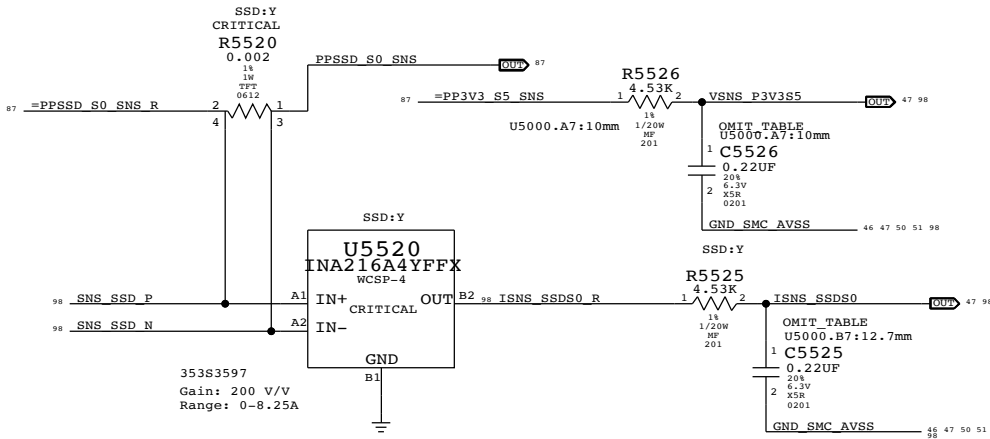 SSD:Y
CRITICAL
R5520
0.002
1%
1W
TFT
0612
87 =PPSSD_S0_SNS_R 2 1
4 3
PPSSD_S0_SNS OUT 87
R5526
4.53K
87 =PP3V3_S5_SNS 1 2 VSNS_P3V3S5 OUT 47 98
1%
1/20W
MF
201
U5000.A7:10mm
OMIT_TABLE
U5000.A7:10mm
1 C5526
0.22UF
20%
2 6.3V
X5R
0201
GND_SMC_AVSS 46 47 50 51 98
SSD:Y
U5520
INA216A4YFFX
WCSP-4
98 SNS_SSD_P A1 IN+
CRITICAL
OUT B2 98 ISNS_SSDS0_R
98 SNS_SSD_N A2 IN-
GND
B1
353S3597
Gain: 200 V/V
Range: 0-8.25A
SSD:Y
R5525
4.53K
1 2 ISNS_SSDS0 OUT 47 98
1%
1/20W
MF
201
OMIT_TABLE
U5000.B7:12.7mm
1 C5525
0.22UF
20%
2 6.3V
X5R
0201
GND_SMC_AVSS 46 47 50 51
98